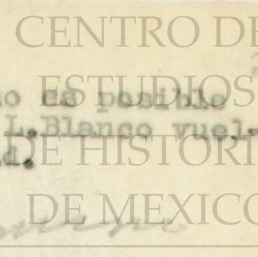 CENTRO DE
ESTUDIOS
no es posible
L.Blanco vuel-
DE HISTORI
d.
DE MEXICO